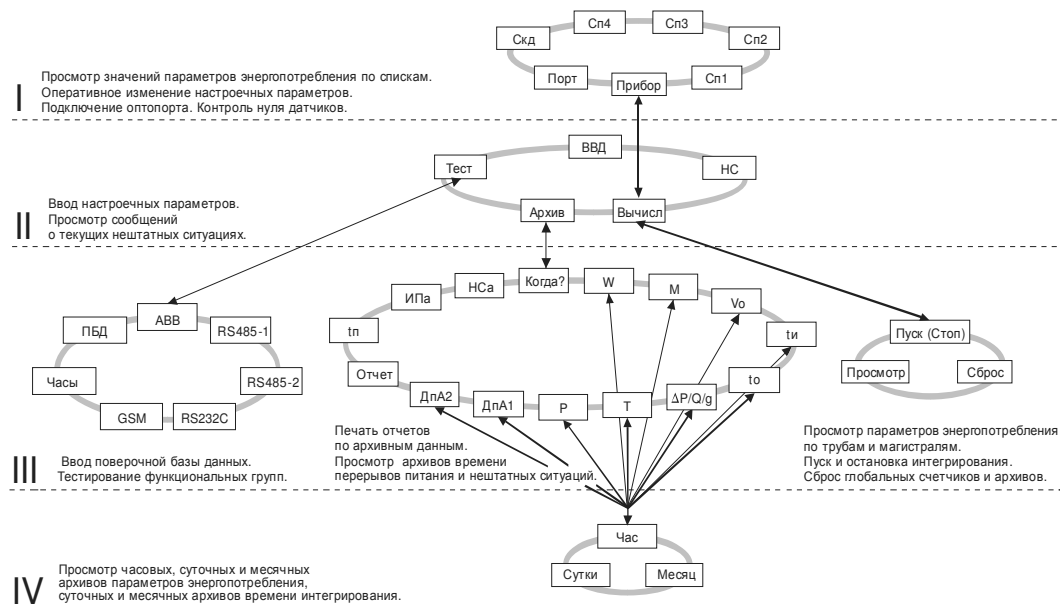 Сп4
Сп3
Скд
Сп2
Порт
Прибор
Сп1
I
Просмотр значений параметров энергопотребления по спискам.
Оперативное изменение настроечных параметров.
Подключение оптопорта. Контроль нуля датчиков.
ВВД
Тест
НС
Архив
Вычисл
II
Ввод настроечных параметров.
Просмотр сообщений
о текущих нештатных ситуациях.
Когда?
W
НСа
М
ИПа
Vo
tп
tи
Отчет
to
ДпА2
ДпА1
Р
Т
ΔP/Q/g
АВВ
ПБД
RS485-1
Часы
RS485-2
GSM
RS232C
Пуск (Стоп)
Просмотр
Сброс
III
Ввод поверочной базы данных.
Тестирование функциональных групп.
Печать отчетов
по архивным данным.
Просмотр архивов времени
перерывов питания и нештатных ситуаций.
Просмотр параметров энергопотребления
по трубам и магистралям.
Пуск и остановка интегрирования.
Сброс глобальных счетчиков и архивов.
Час
Сутки
Месяц
IV
Просмотр часовых, суточных и месячных
архивов параметров энергопотребления,
суточных и месячных архивов времени интегрирования.